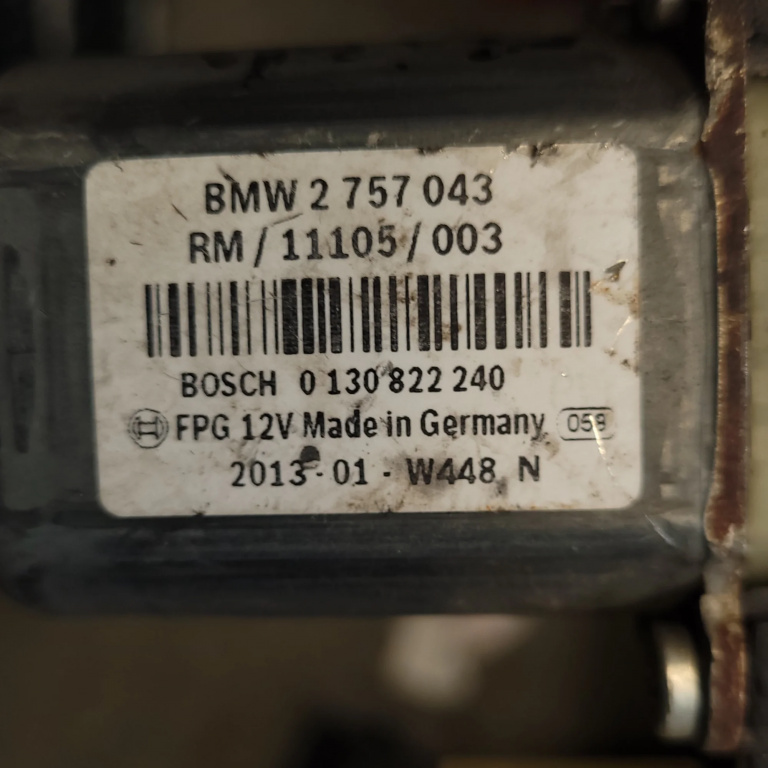 BMW 2 757 043
RM / 11105 / 003
BOSCH 0 130 822 240
FPG 12V Made in Germany 059
2013 - 01 - W448 N